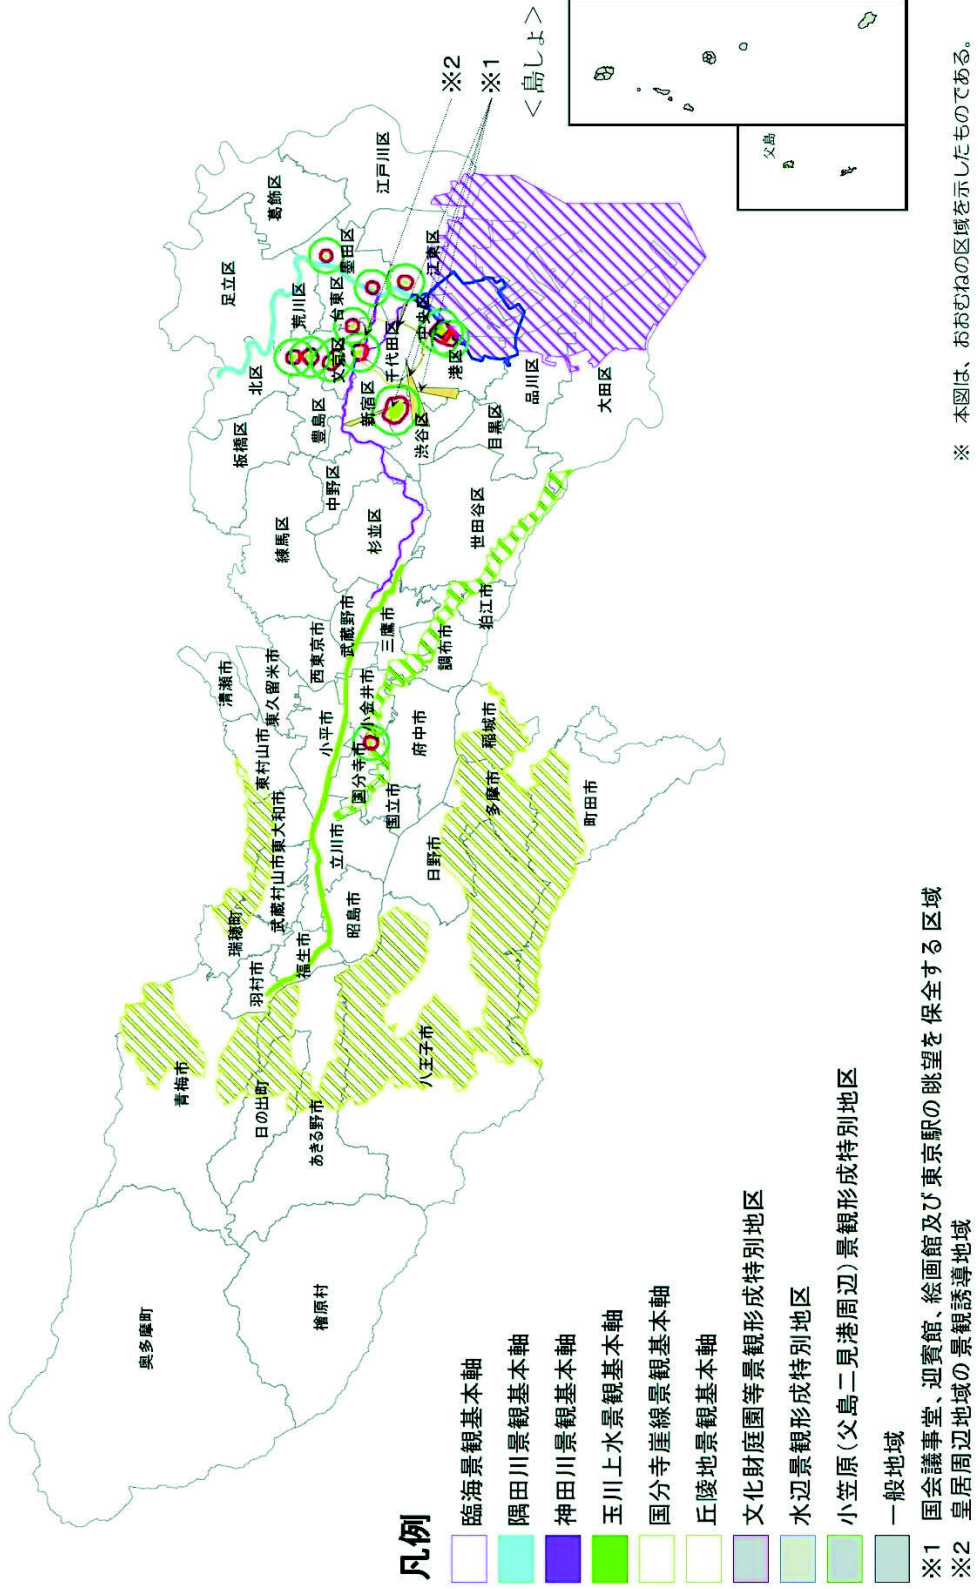 ※2
※1
＜島しょ＞
父島
足立区
葛飾区
江戸川区
荒川区
墨田区
台東区
江東区
北区
文京区
千代田区
中央区
板橋区
豊島区
新宿区
港区
渋谷区
品川区
大田区
練馬区
中野区
目黒区
杉並区
世田谷区
清瀬市
東久留米市
西東京市
武蔵野市
三鷹市
調布市
狛江市
東村山市
小平市
小金井市
国分寺市
府中市
稲城市
国立市
多摩市
町田市
東大和市
武蔵村山市
立川市
日野市
瑞穂町
昭島市
福生市
羽村市
青梅市
日の出町
あきる野市
八王子市
奥多摩町
檜原村
凡例
臨海景観基本軸
隅田川景観基本軸
神田川景観基本軸
玉川上水景観基本軸
国分寺崖線景観基本軸
丘陵地景観基本軸
文化財庭園等景観形成特別地区
水辺景観形成特別地区
小笠原（父島二見港周辺）景観形成特別地区
一般地域
※1 国会議事堂、迎賓館、絵画館及び東京駅の眺望を保全する区域
※2 皇居周辺地域の景観誘導地域
※ 本図は、おおむねの区域を示したものである。